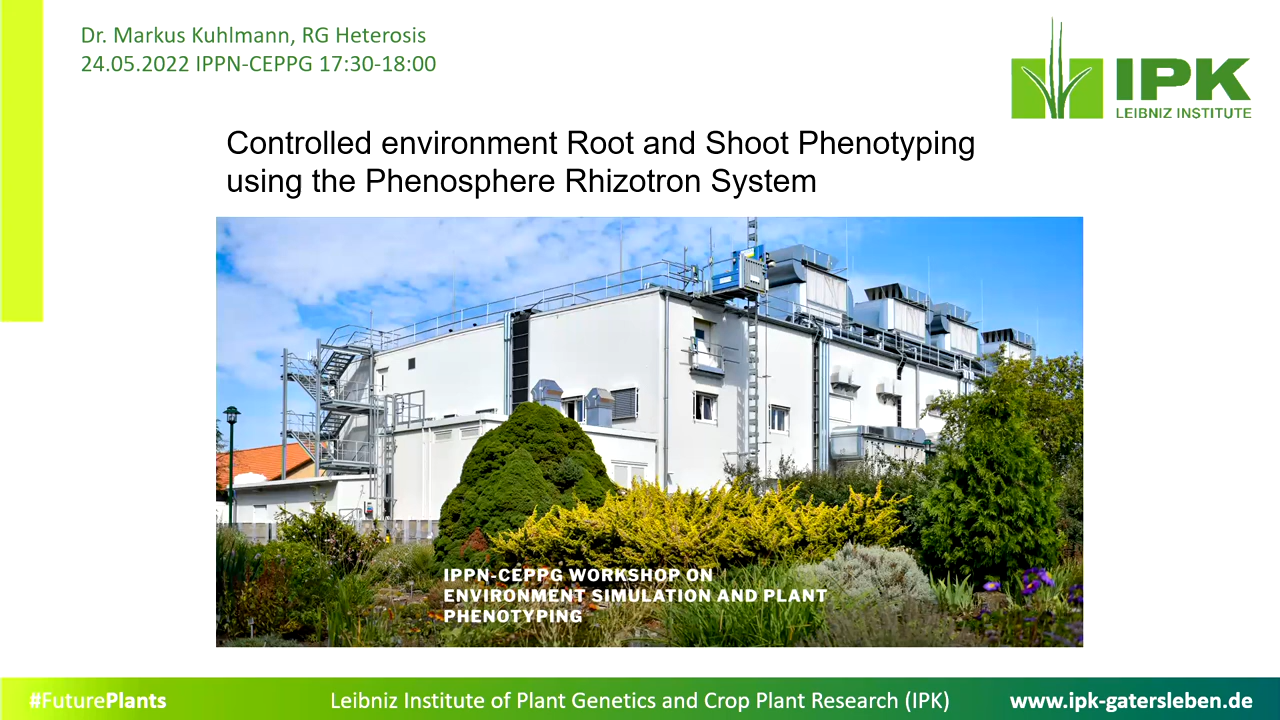 Dr. Markus Kuhlmann, RG Heterosis
24.05.2022 IPPN-CEPPG 17:30-18:00
IPK
LEIBNIZ INSTITUTE
Controlled environment Root and Shoot Phenotyping
using the Phenosphere Rhizotron System
IPPN-CEPPG WORKSHOP ON
ENVIRONMENT SIMULATION AND PLANT
PHENOTYPING
#FuturePlants
Leibniz Institute of Plant Genetics and Crop Plant Research (IPK)
www.ipk-gatersleben.de